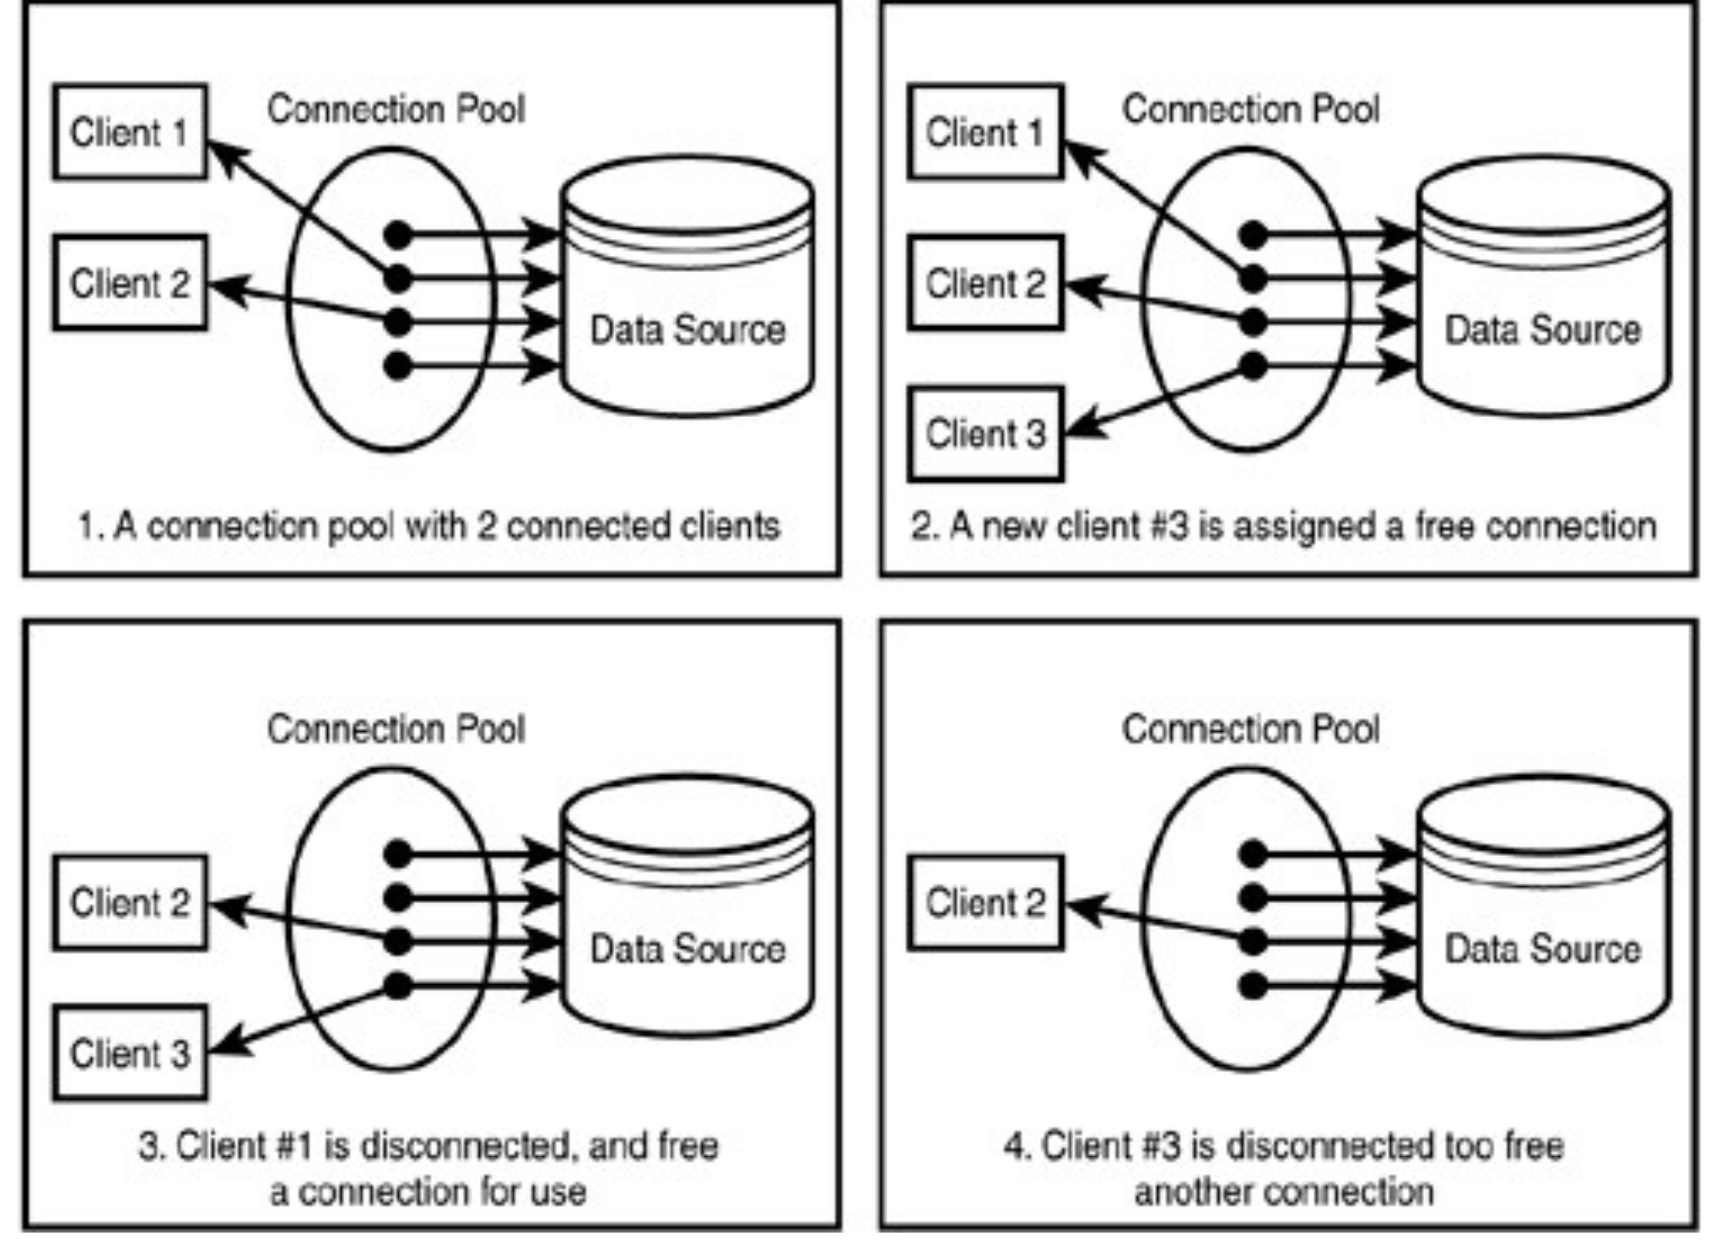 Connection Pool
Client 1
Client 2
Data Source
1. A connection pool with 2 connected clients
Connection Pool
Client 1
Client 2
Client 3
Data Source
2. A new client #3 is assigned a free connection
Connection Pool
Client 2
Client 3
Data Source
3. Client #1 is disconnected, and free
a connection for use
Connection Pool
Client 2
Data Source
4. Client #3 is disconnected too free
another connection